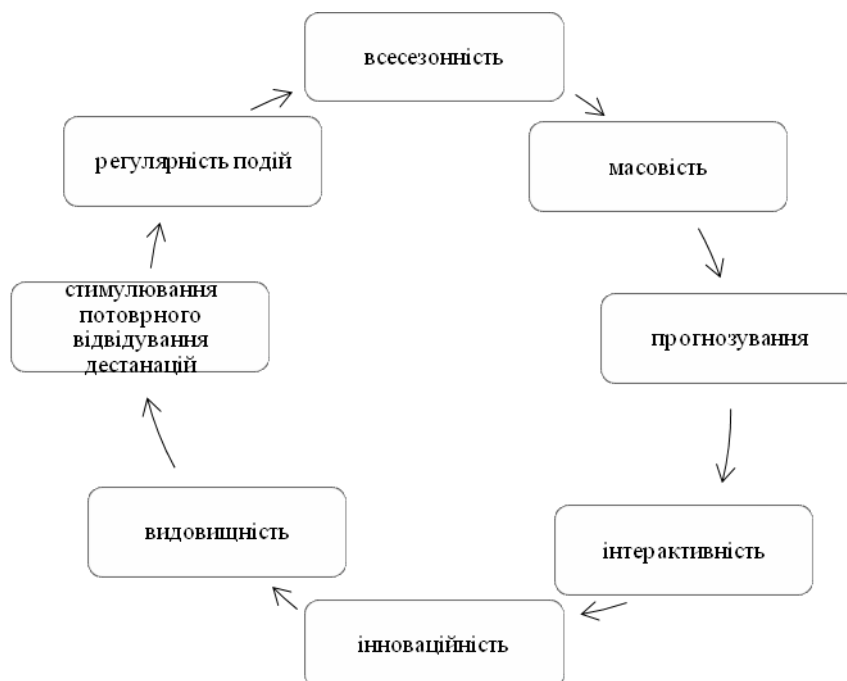 всесезонність
масовість
прогнозування
інтерактивність
інноваційність
видовищність
стимулювання
потоврного
відвідування
дестанацій
регулярність подій